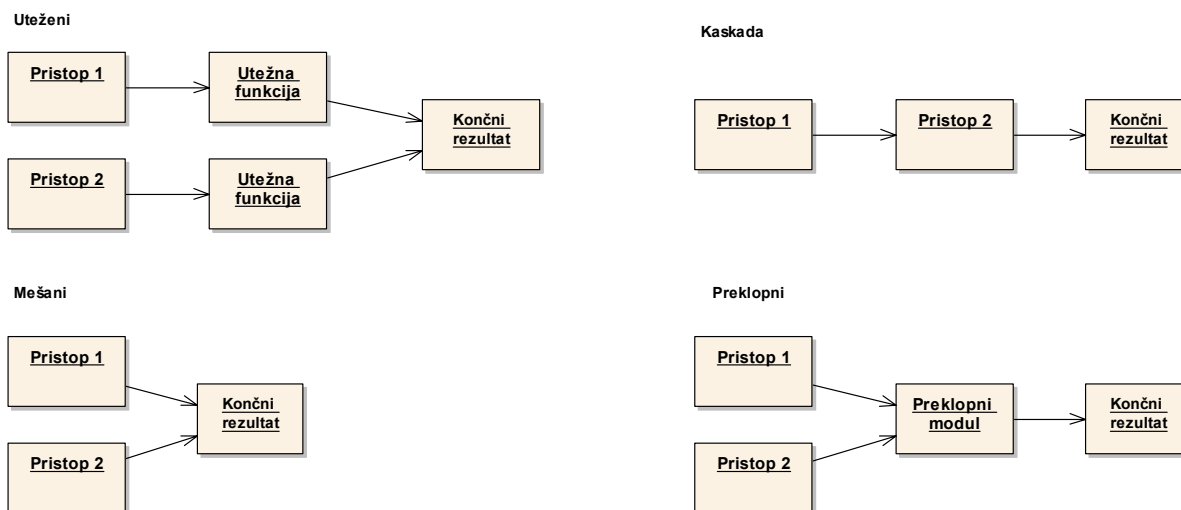 Uteženi
Pristop 1
Utežna
funkcija
Končni
rezultat
Pristop 2
Utežna
funkcija
Kaskada
Pristop 1
Pristop 2
Končni
rezultat
Mešani
Pristop 1
Končni
rezultat
Pristop 2
Preklopni
Pristop 1
Preklopni
modul
Končni
rezultat
Pristop 2